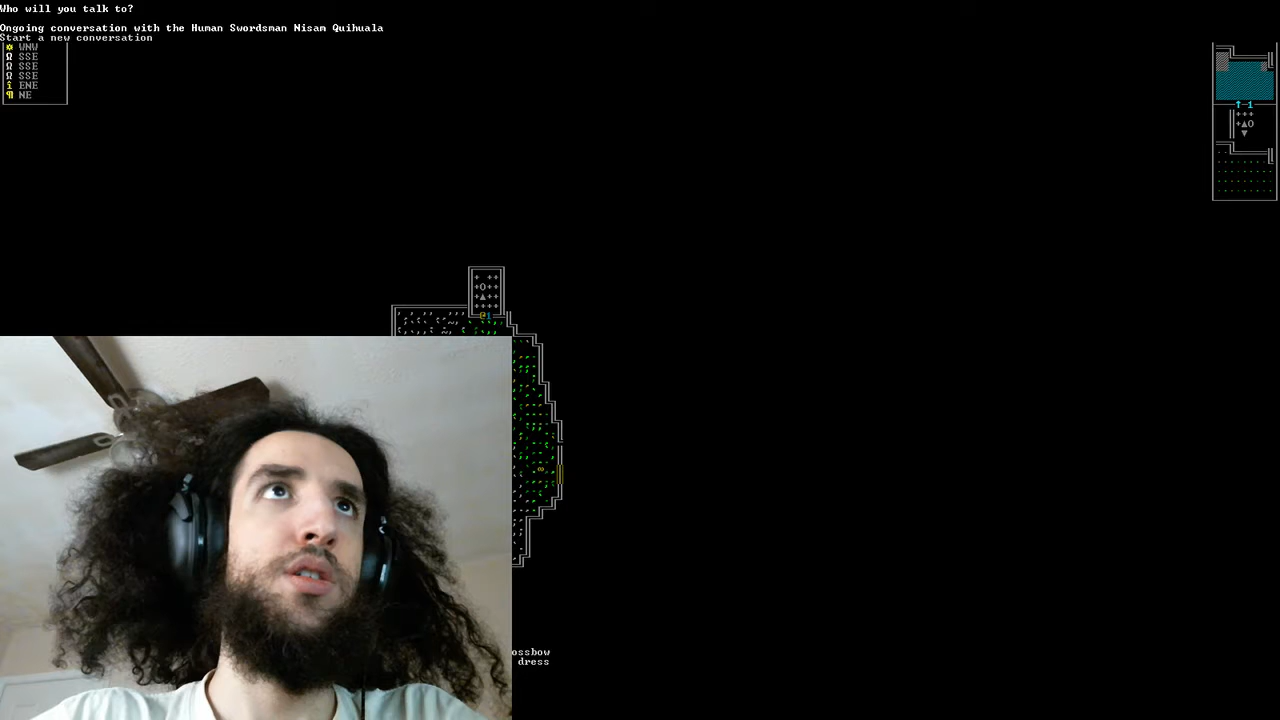 Who will you talk to?
Ongoing conversation with the Human Swordsman Nisam Quihuala
Start a new conversation
WNW
SSE
SSE
SSE
ENE
NE
1
ossbow
dress